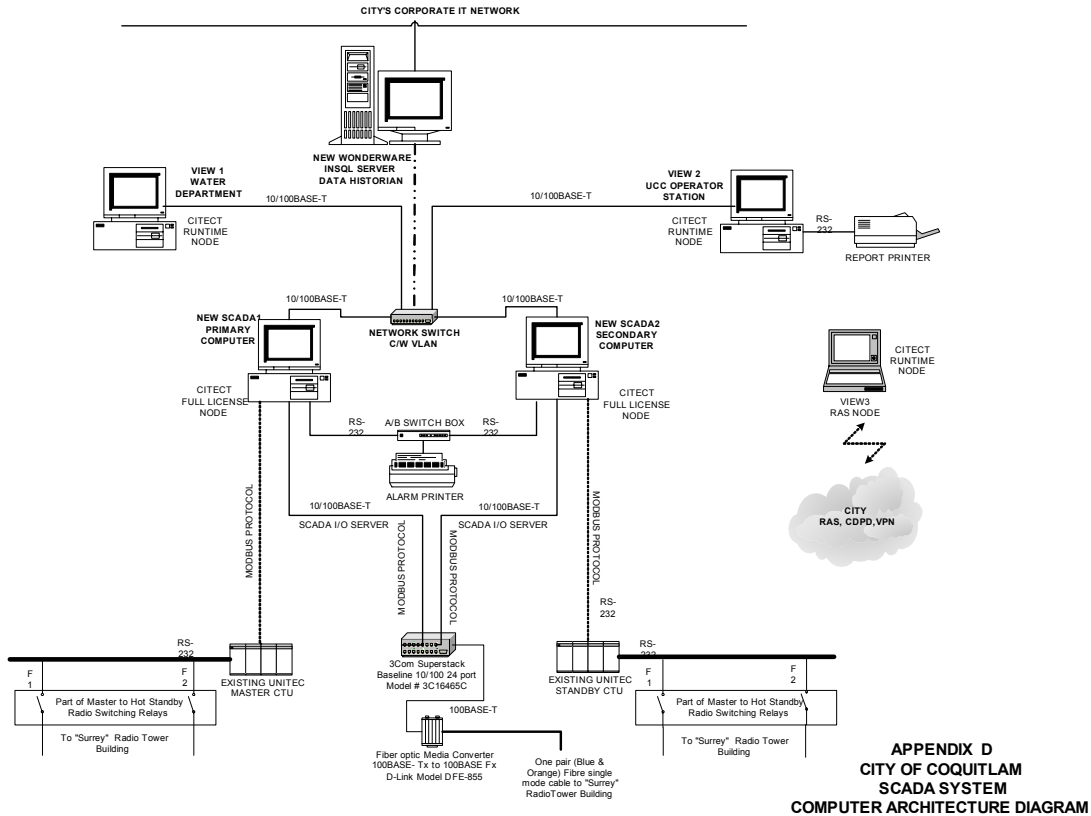 CITY'S CORPORATE IT NETWORK
NEW WONDERWARE
INSQL SERVER
DATA HISTORIAN
VIEW 1
WATER
DEPARTMENT
10/100BASE-T
CITECT
RUNTIME
NODE
VIEW 2
UCC OPERATOR
STATION
10/100BASE-T
CITECT
RUNTIME
NODE
RS-
232
REPORT PRINTER
10/100BASE-T
10/100BASE-T
NEW SCADA1
PRIMARY
COMPUTER
NETWORK SWITCH
C/W VLAN
NEW SCADA2
SECONDARY
COMPUTER
CITECT
FULL LICENSE
NODE
CITECT
FULL LICENSE
NODE
CITECT
RUNTIME
NODE
VIEW3
RAS NODE
RS-
232
A/B SWITCH BOX
RS-
232
ALARM PRINTER
10/100BASE-T
SCADA I/O SERVER
10/100BASE-T
SCADA I/O SERVER
MODBUS PROTOCOL
MODBUS PROTOCOL
MODBUS PROTOCOL
MODBUS PROTOCOL
CITY
RAS, CDPD,VPN
RS-
232
RS-
232
RS-
232
EXISTING UNITEC
MASTER CTU
3Com Superstack
Baseline 10/100 24 port
Model # 3C16465C
EXISTING UNITEC
STANDBY CTU
F
1
F
2
Part of Master to Hot Standby
Radio Switching Relays
To "Surrey" Radio Tower
Building
F
1
F
2
Part of Master to Hot Standby
Radio Switching Relays
To "Surrey" Radio Tower
Building
100BASE-T
Fiber optic Media Converter
100BASE- Tx to 100BASE Fx
D-Link Model DFE-855
One pair (Blue &
Orange) Fibre single
mode cable to "Surrey"
RadioTower Building
APPENDIX D
CITY OF COQUITLAM
SCADA SYSTEM
COMPUTER ARCHITECTURE DIAGRAM